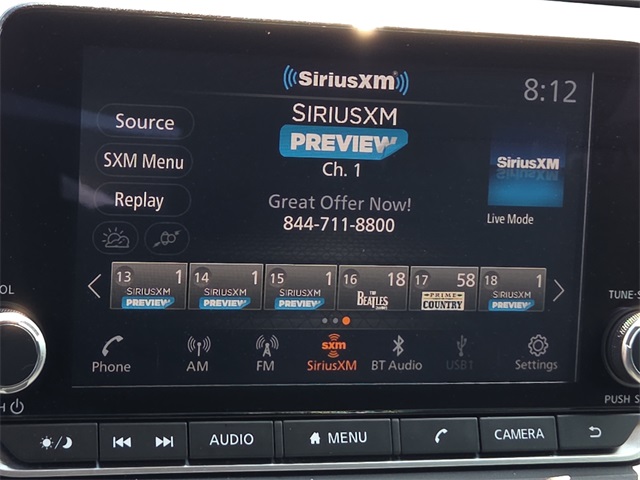 SiriusXM
8:12
Source
SXM Menu
Replay
SIRIUSXM
PREVIEW
Ch. 1
Great Offer Now!
844-711-8800
SiriusXM
Live Mode
13 1 14 1 15 1 16 18 17 58 18 1
SIRIUSXM PREVIEW SIRIUSXM PREVIEW SIRIUSXM PREVIEW THE BEATLES PRIME COUNTRY SIRIUSXM PREVIEW
sxm
Phone AM FM SiriusXM BT Audio USB1 Settings
OL
TUNE-S
H
PUSH S
AUDIO MENU CAMERA